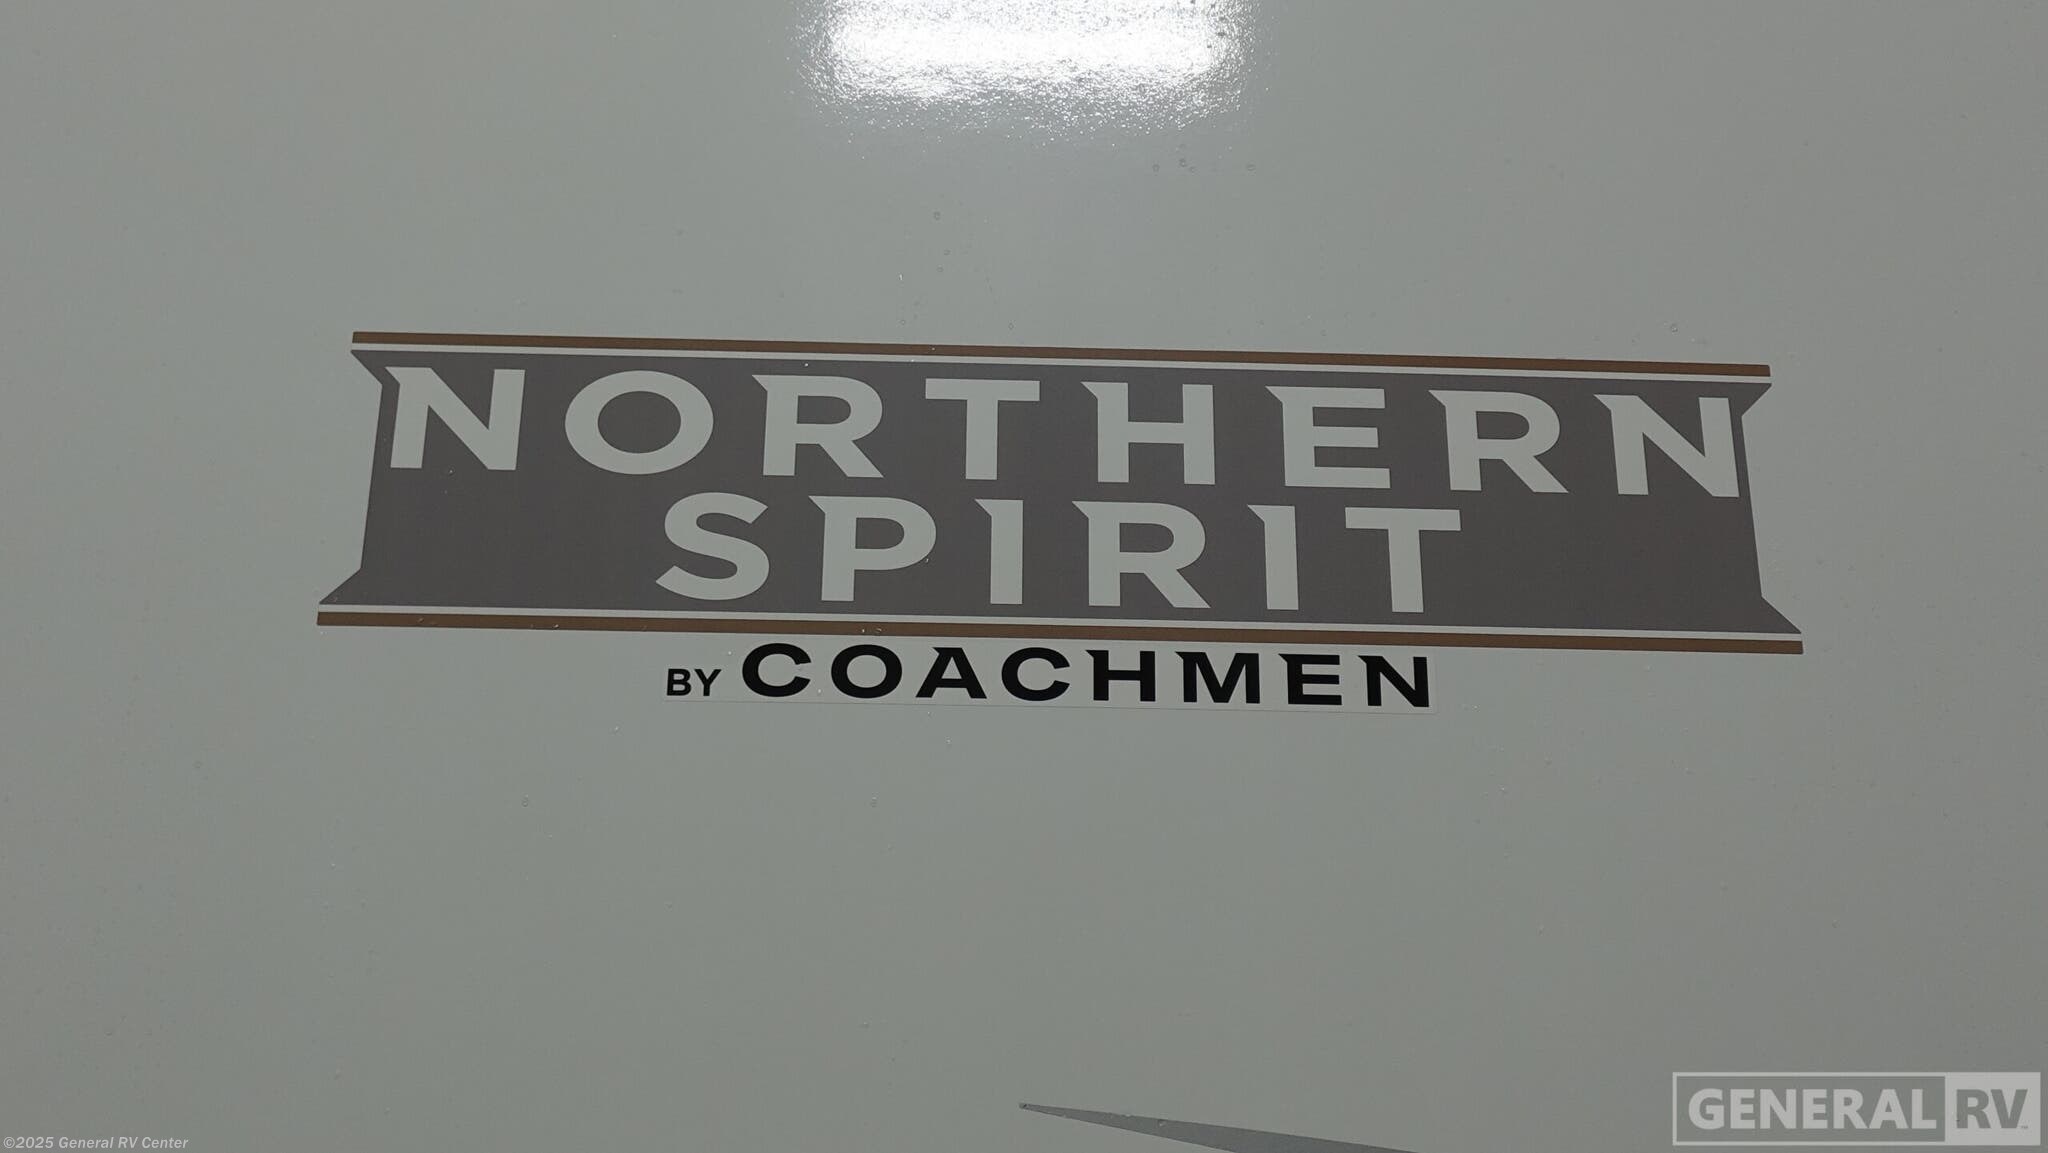 NORTHERN
SPIRIT
BY COACHMEN
GENERAL RV
©2025 General RV Center